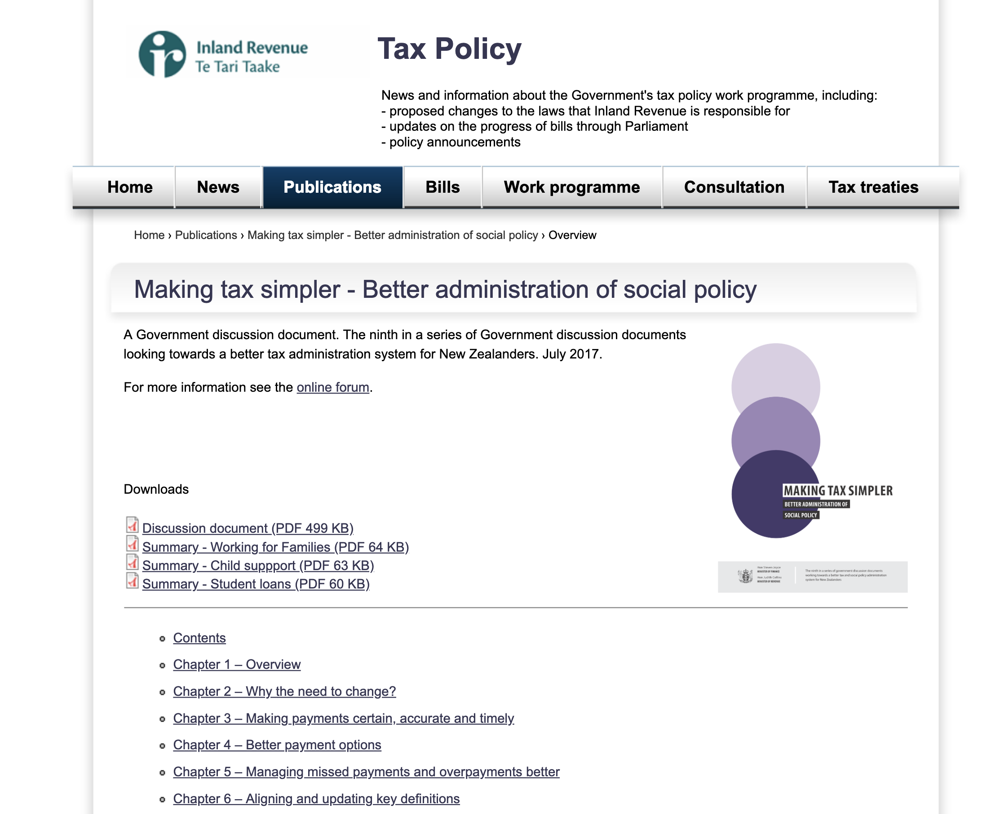 Inland Revenue
Te Tari Taake
Tax Policy
News and information about the Government's tax policy work programme, including:
- proposed changes to the laws that Inland Revenue is responsible for
- updates on the progress of bills through Parliament
- policy announcements
Home News Publications Bills Work programme Consultation Tax treaties
Home › Publications › Making tax simpler - Better administration of social policy › Overview
Making tax simpler - Better administration of social policy
A Government discussion document. The ninth in a series of Government discussion documents
looking towards a better tax administration system for New Zealanders. July 2017.
For more information see the online forum.
MAKING TAX SIMPLER
BETTER ADMINISTRATION OF
SOCIAL POLICY
Hon Steven Joyce
MINISTER OF FINANCE
Hon Judith Collins
MINISTER OF REVENUE
The ninth in a series of government discussion documents
working towards a better tax and social policy administration
system for New Zealanders
Downloads
Discussion document (PDF 499 KB)
Summary - Working for Families (PDF 64 KB)
Summary - Child suppport (PDF 63 KB)
Summary - Student loans (PDF 60 KB)
Contents
Chapter 1 – Overview
Chapter 2 – Why the need to change?
Chapter 3 – Making payments certain, accurate and timely
Chapter 4 – Better payment options
Chapter 5 – Managing missed payments and overpayments better
Chapter 6 – Aligning and updating key definitions